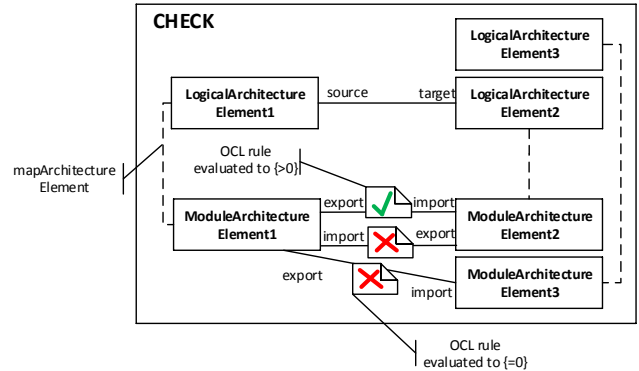 CHECK
LogicalArchitecture
Element3
LogicalArchitecture
Element1
source
target
LogicalArchitecture
Element2
OCL rule
evaluated to {>0}
mapArchitecture
Element
ModuleArchitecture
Element1
export
import
ModuleArchitecture
Element2
import
export
export
import
ModuleArchitecture
Element3
OCL rule
evaluated to {=0}